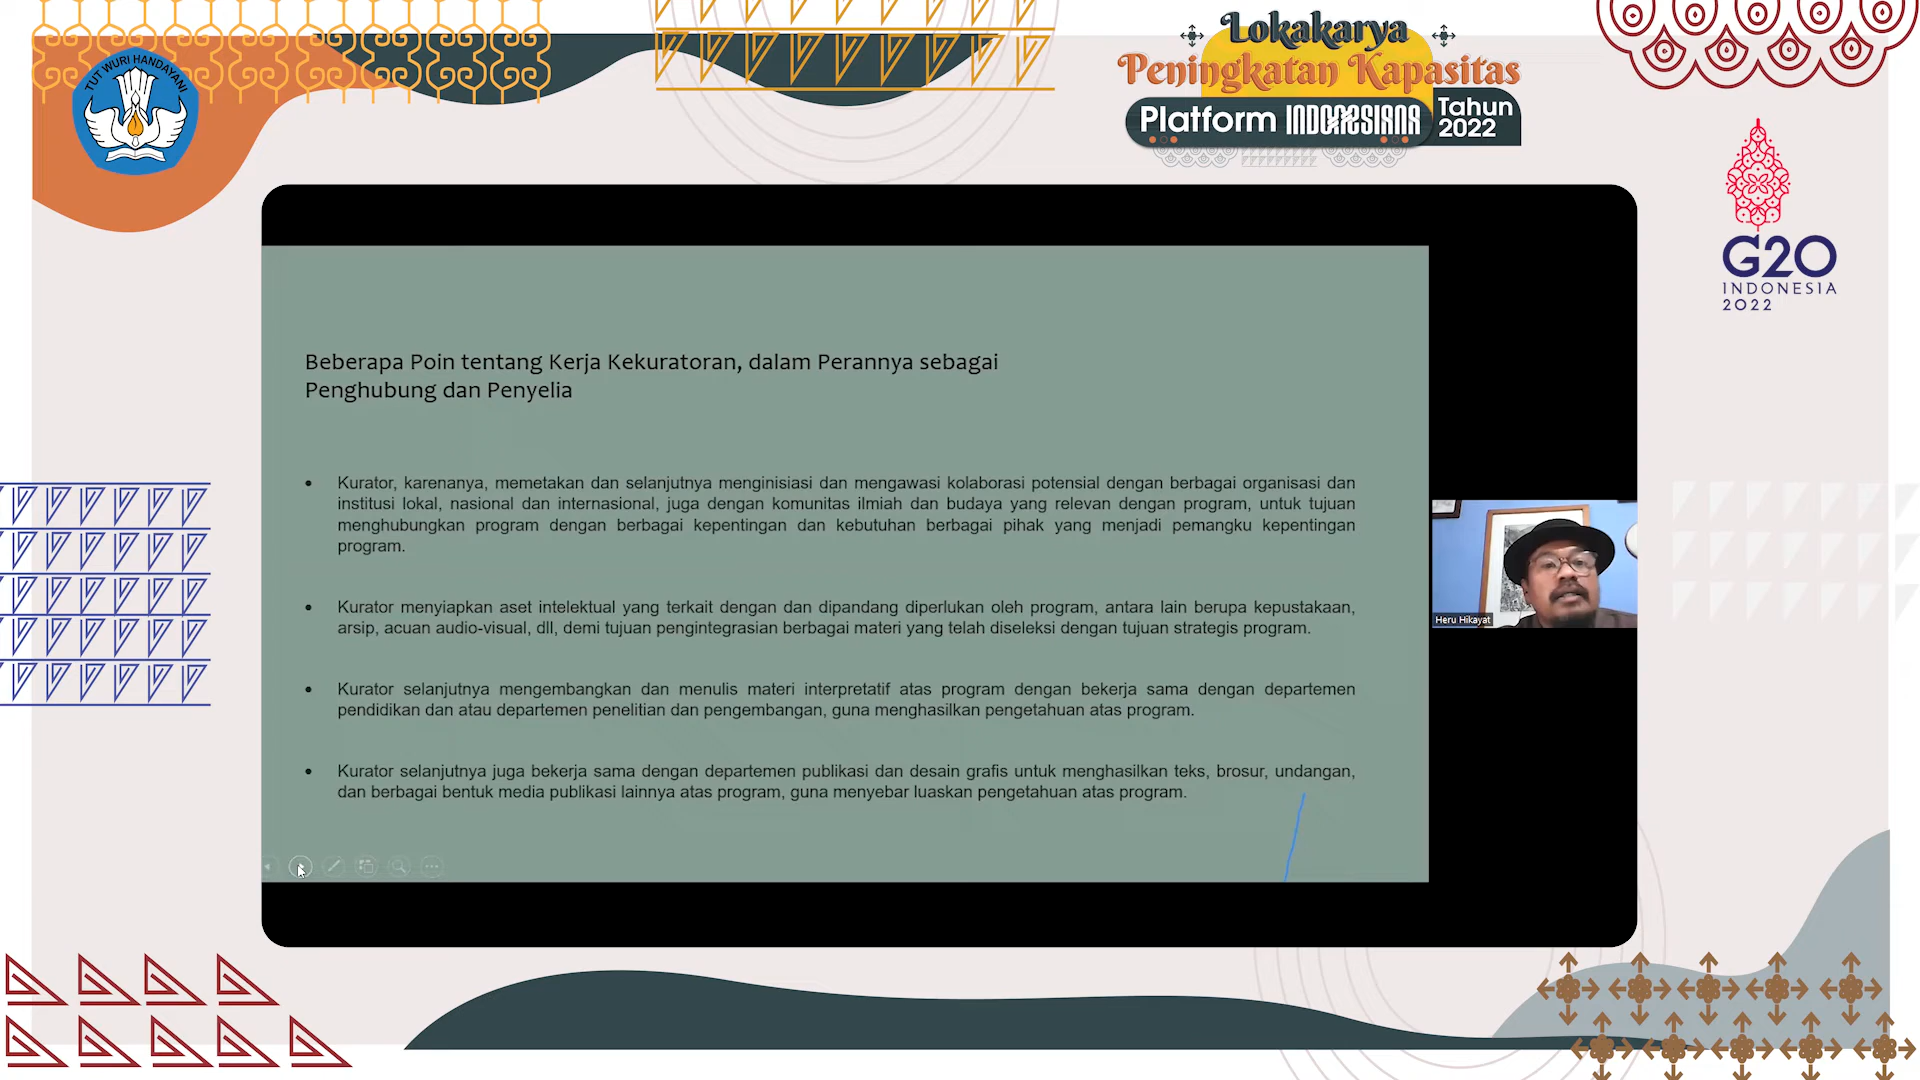 TUT WURI HANDAYANI
Lokakarya
Peningkatan Kapasitas
Platform INDONESIANA Tahun 2022
G20
INDONESIA
2022
Beberapa Poin tentang Kerja Kekuratoran, dalam Perannya sebagai
Penghubung dan Penyelia
• Kurator, karenanya, memetakan dan selanjutnya menginisiasi dan mengawasi kolaborasi potensial dengan berbagai organisasi dan
institusi lokal, nasional dan internasional, juga dengan komunitas ilmiah dan budaya yang relevan dengan program, untuk tujuan
menghubungkan program dengan berbagai kepentingan dan kebutuhan berbagai pihak yang menjadi pemangku kepentingan
program.
• Kurator menyiapkan aset intelektual yang terkait dengan dan dipandang diperlukan oleh program, antara lain berupa kepustakaan,
arsip, acuan audio-visual, dll, demi tujuan pengintegrasian berbagai materi yang telah diseleksi dengan tujuan strategis program.
• Kurator selanjutnya mengembangkan dan menulis materi interpretatif atas program dengan bekerja sama dengan departemen
pendidikan dan atau departemen penelitian dan pengembangan, guna menghasilkan pengetahuan atas program.
• Kurator selanjutnya juga bekerja sama dengan departemen publikasi dan desain grafis untuk menghasilkan teks, brosur, undangan,
dan berbagai bentuk media publikasi lainnya atas program, guna menyebar luaskan pengetahuan atas program.
Heru Hikayat